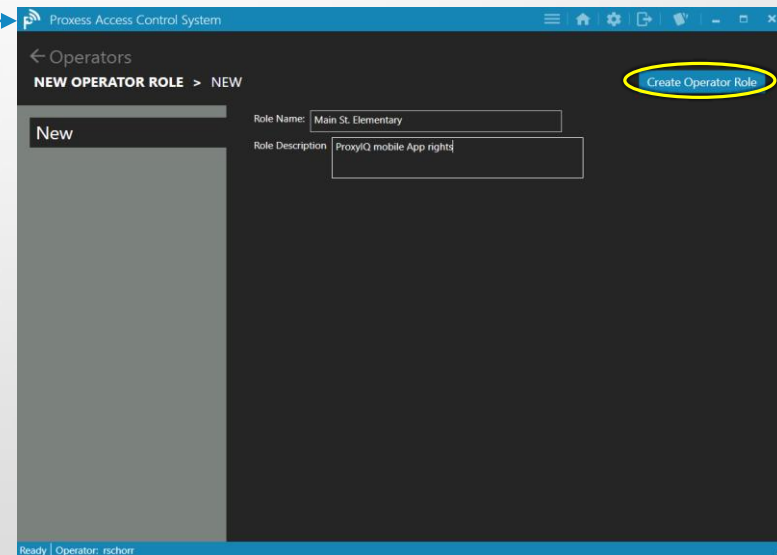 Proxess Access Control System
Operators
NEW OPERATOR ROLE > NEW
Create Operator Role
New
Role Name: Main St. Elementary
Role Description ProxyIQ mobile App rights
Ready | Operator: rschorr